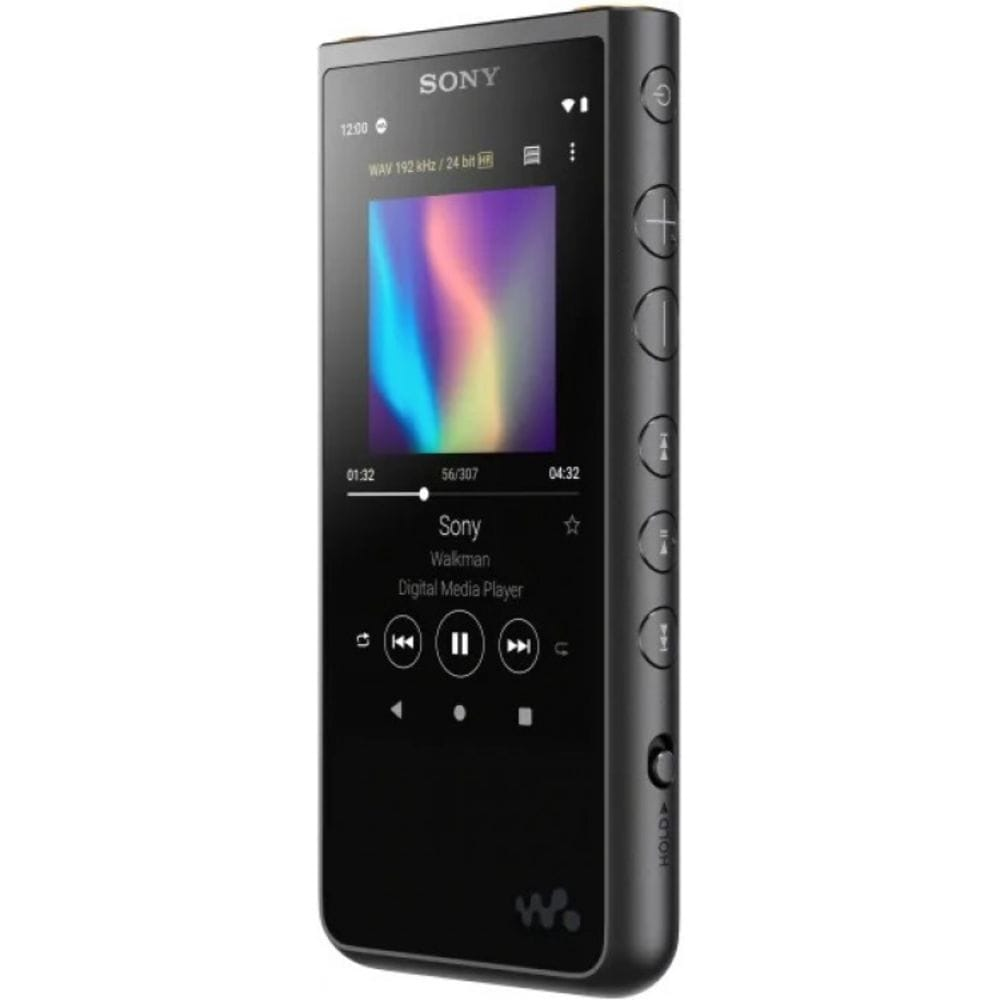 SONY
12:00
WAV 192 kHz / 24 bit HR
01:32 56/307 04:32
Sony
Walkman
Digital Media Player
HOLD